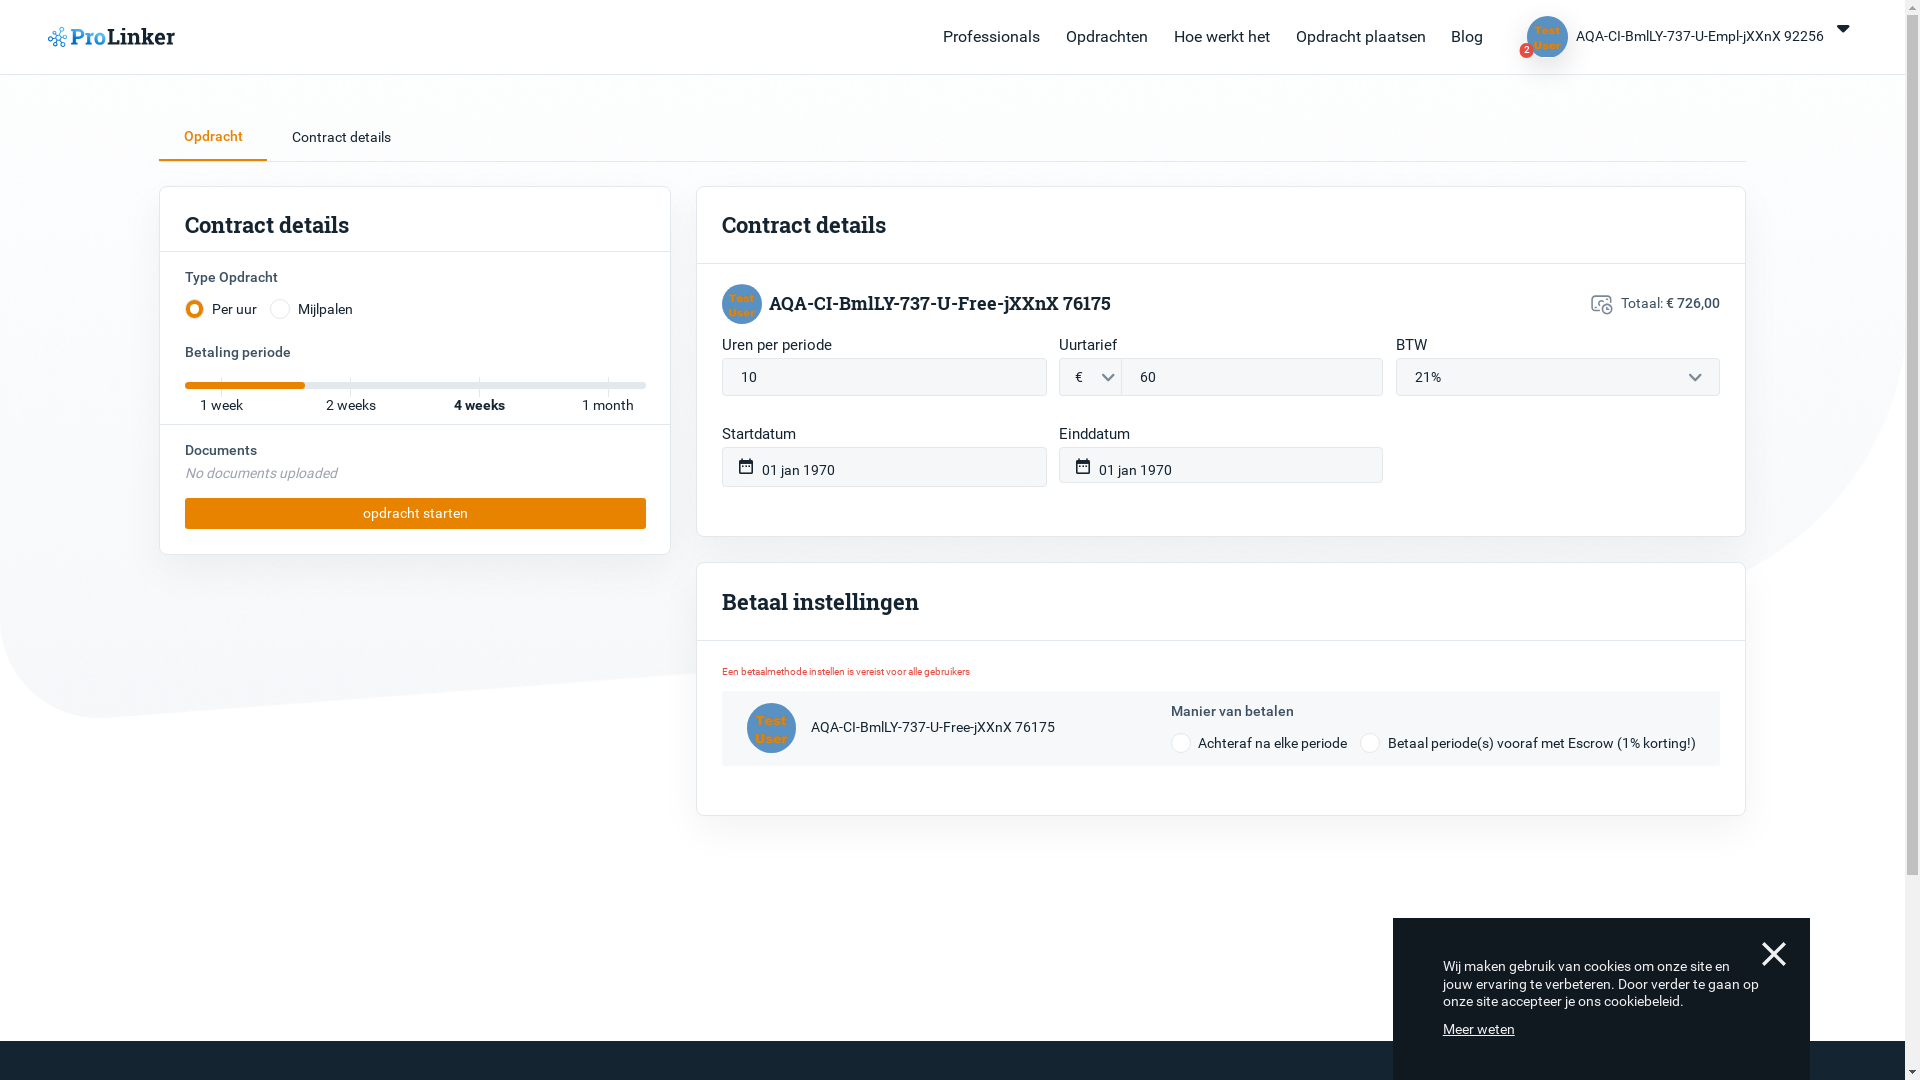 ProLinker
Professionals Opdrachten Hoe werkt het Opdracht plaatsen Blog
Test User
2
AQA-CI-BmlLY-737-U-Empl-jXXnX 92256
Opdracht Contract details
Contract details
Type Opdracht
Per uur Mijlpalen
Betaling periode
1 week 2 weeks 4 weeks 1 month
Documents
No documents uploaded
opdracht starten
Contract details
Test User
AQA-CI-BmlLY-737-U-Free-jXXnX 76175
Totaal: € 726,00
Uren per periode Uurtarief BTW
10 € 60 21%
Startdatum Einddatum
01 jan 1970 01 jan 1970
Betaal instellingen
Een betaalmethode instellen is vereist voor alle gebruikers
Test
User
AQA-CI-BmlLY-737-U-Free-jXXnX 76175
Manier van betalen
Achteraf na elke periode Betaal periode(s) vooraf met Escrow (1% korting!)
Wij maken gebruik van cookies om onze site en
jouw ervaring te verbeteren. Door verder te gaan op
onze site accepteer je ons cookiebeleid.
Meer weten